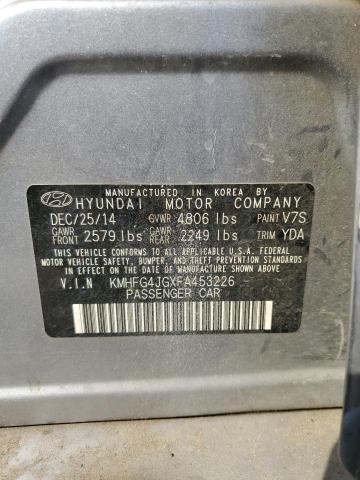 MANUFACTURED IN KOREA BY
HYUNDAI MOTOR COMPANY
DEC/25/14 GVWR 4806 lbs PAINT V7S
GAWR FRONT 2579 lbs GAWR REAR 2249 lbs TRIM YDA
THIS VEHICLE CONFORMS TO ALL APPLICABLE U.S.A. FEDERAL
MOTOR VEHICLE SAFETY, BUMPER, AND THEFT PREVENTION
STANDARDS IN EFFECT ON THE DATE OF MANUFACTURE SHOWN ABOVE.
V.I.N KMHFG4JGXFA453226
PASSENGER CAR